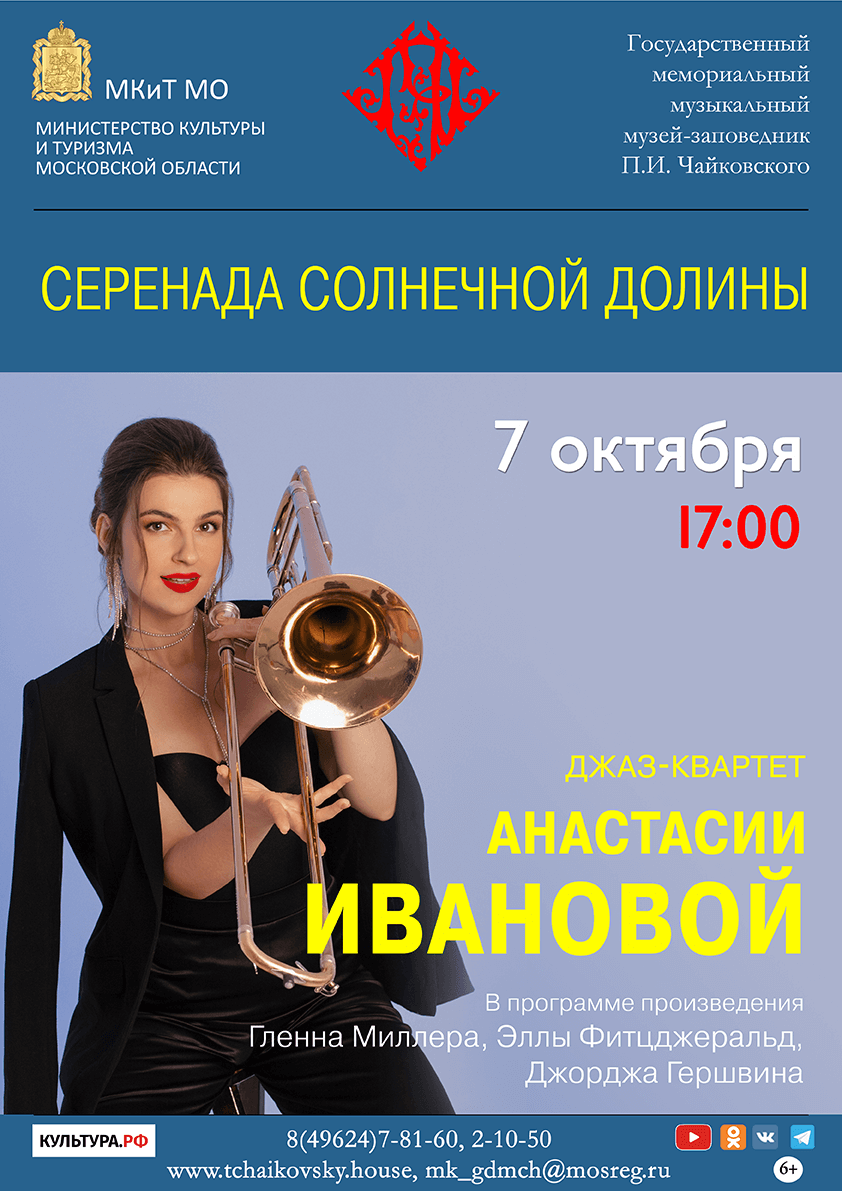 МКиТ МО
МИНИСТЕРСТВО КУЛЬТУРЫ
И ТУРИЗМА
МОСКОВСКОЙ ОБЛАСТИ
Государственный
мемориальный
музыкальный
музей-заповедник
П.И. Чайковского
СЕРЕНАДА СОЛНЕЧНОЙ ДОЛИНЫ
7 октября
17:00
ДЖАЗ-КВАРТЕТ
АНАСТАСИИ
ИВАНОВОЙ
В программе произведения
Гленна Миллера, Эллы Фитцджеральд,
Джорджа Гершвина
КУЛЬТУРА.РФ
8(49624)7-81-60, 2-10-50
www.tchaikovsky.house, mk_gdmch@mosreg.ru
6+